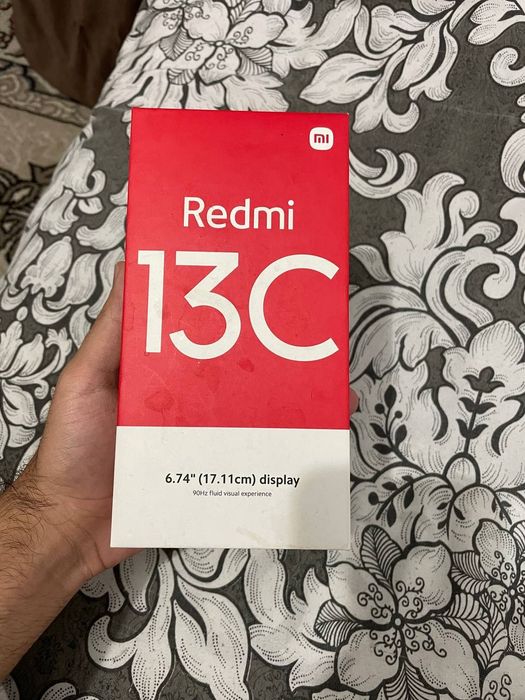 mi
Redmi
13C
6.74" (17.11cm) display
90Hz fluid visual experience